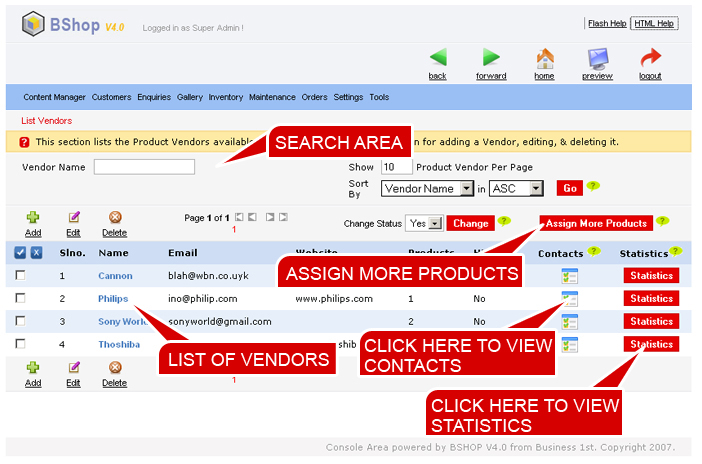 BShop V4.0 Logged in as Super Admin ! Flash Help HTML Help
back forward home preview logout
Content Manager Customers Enquiries Gallery Inventory Maintenance Orders Settings Tools
List Vendors
? This section lists the Product Vendors availabl n for adding a Vendor, editing, & deleting it.
SEARCH AREA
Vendor Name Show 10 Product Vendor Per Page
Sort By Vendor Name in ASC Go ?
Add Edit Delete Page 1 of 1 Change Status Yes Change ? Assign More Products ?
1
Slno. Name Email Website Products Contacts ? Statistics ?
ASSIGN MORE PRODUCTS
1 Cannon blah@wbn.co.uyk Statistics
2 Philips ino@philip.com www.philips.com 1 No Statistics
3 Sony World sonyworld@gmail.com 2 No Statistics
4 Thoshiba shib Statistics
LIST OF VENDORS
CLICK HERE TO VIEW
CONTACTS
Add Edit Delete
1
CLICK HERE TO VIEW
STATISTICS
Console Area powered by BSHOP V4.0 from Business 1st. Copyright 2007.